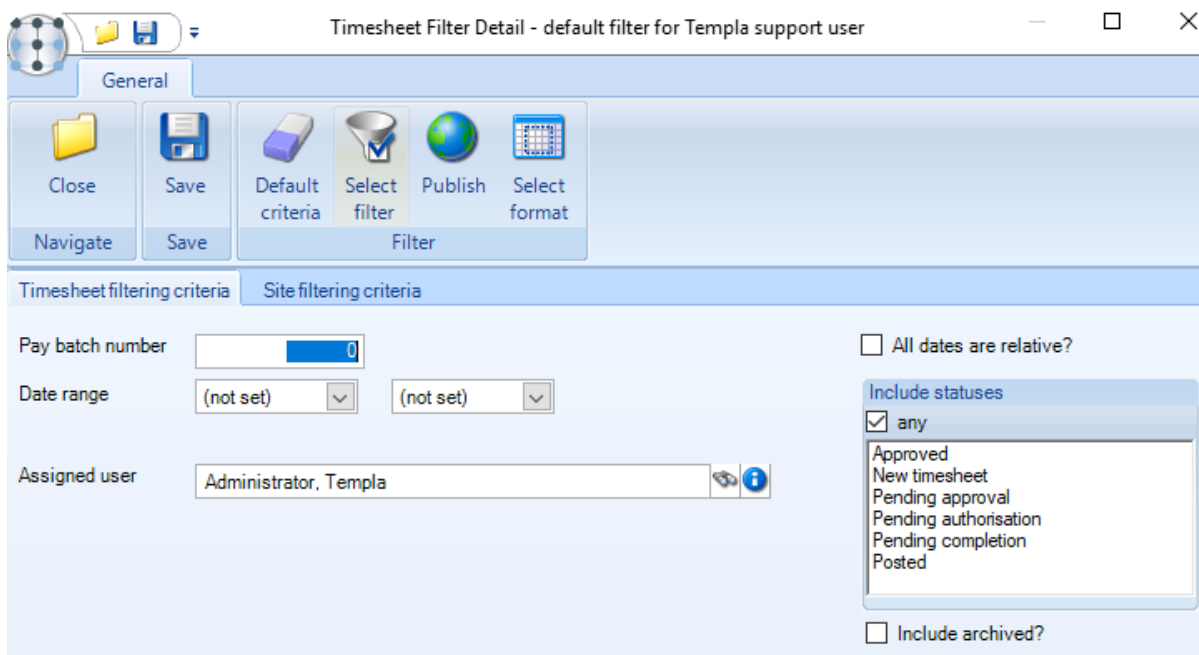 Timesheet Filter Detail - default filter for Templa support user
General
Close
Save
Default criteria
Select filter
Publish
Select format
Navigate
Save
Filter
Timesheet filtering criteria
Site filtering criteria
Pay batch number
0
All dates are relative?
Date range
(not set)
(not set)
Include statuses
any
Approved
New timesheet
Pending approval
Pending authorisation
Pending completion
Posted
Assigned user
Administrator, Templa
Include archived?